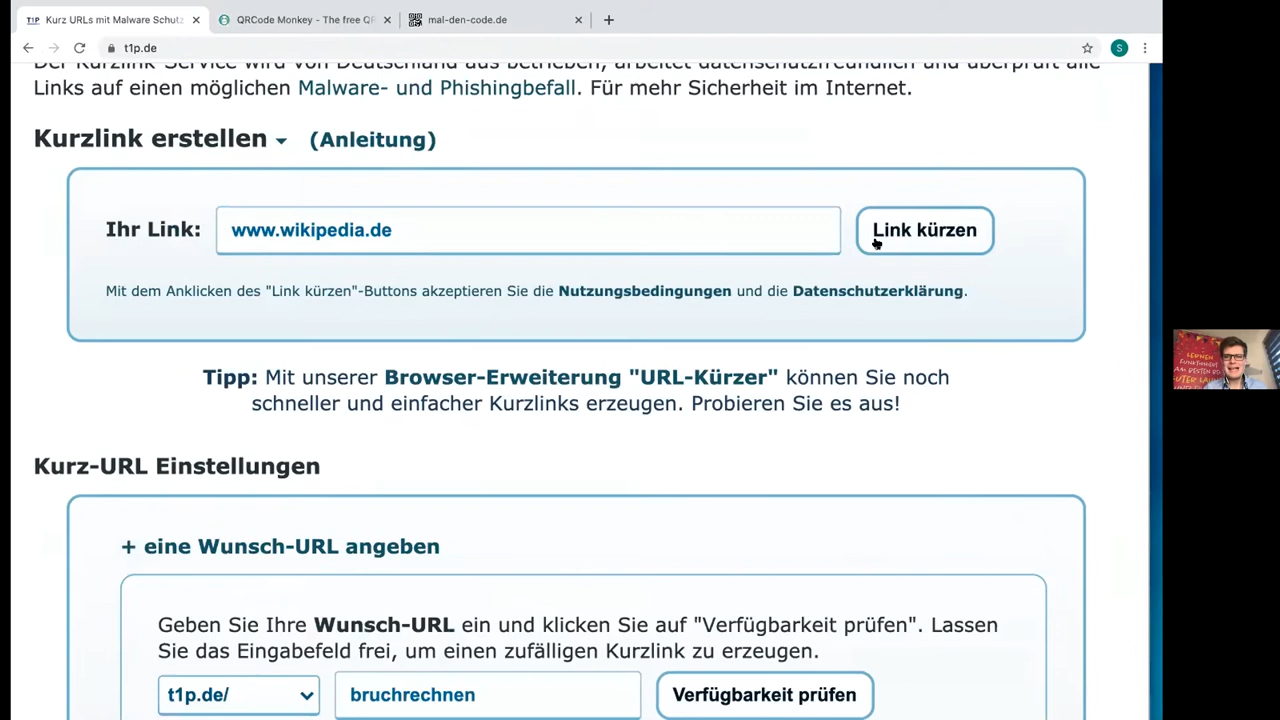 T1P Kurz URLs mit Malware Schutz
QRCode Monkey - The free QR
mal-den-code.de
t1p.de
S
Der Kurzlink Service wird von Deutschland aus betrieben, arbeitet datenschutzfreundlich und überprüft alle
Links auf einen möglichen Malware- und Phishingbefall. Für mehr Sicherheit im Internet.
Kurzlink erstellen (Anleitung)
Ihr Link: www.wikipedia.de Link kürzen
Mit dem Anklicken des "Link kürzen"-Buttons akzeptieren Sie die Nutzungsbedingungen und die Datenschutzerklärung.
Tipp: Mit unserer Browser-Erweiterung "URL-Kürzer" können Sie noch
schneller und einfacher Kurzlinks erzeugen. Probieren Sie es aus!
Kurz-URL Einstellungen
+ eine Wunsch-URL angeben
Geben Sie Ihre Wunsch-URL ein und klicken Sie auf "Verfügbarkeit prüfen". Lassen
Sie das Eingabefeld frei, um einen zufälligen Kurzlink zu erzeugen.
t1p.de/ bruchrechnen Verfügbarkeit prüfen
LERNEN
FUNKTIONIERT
AM BESTEN